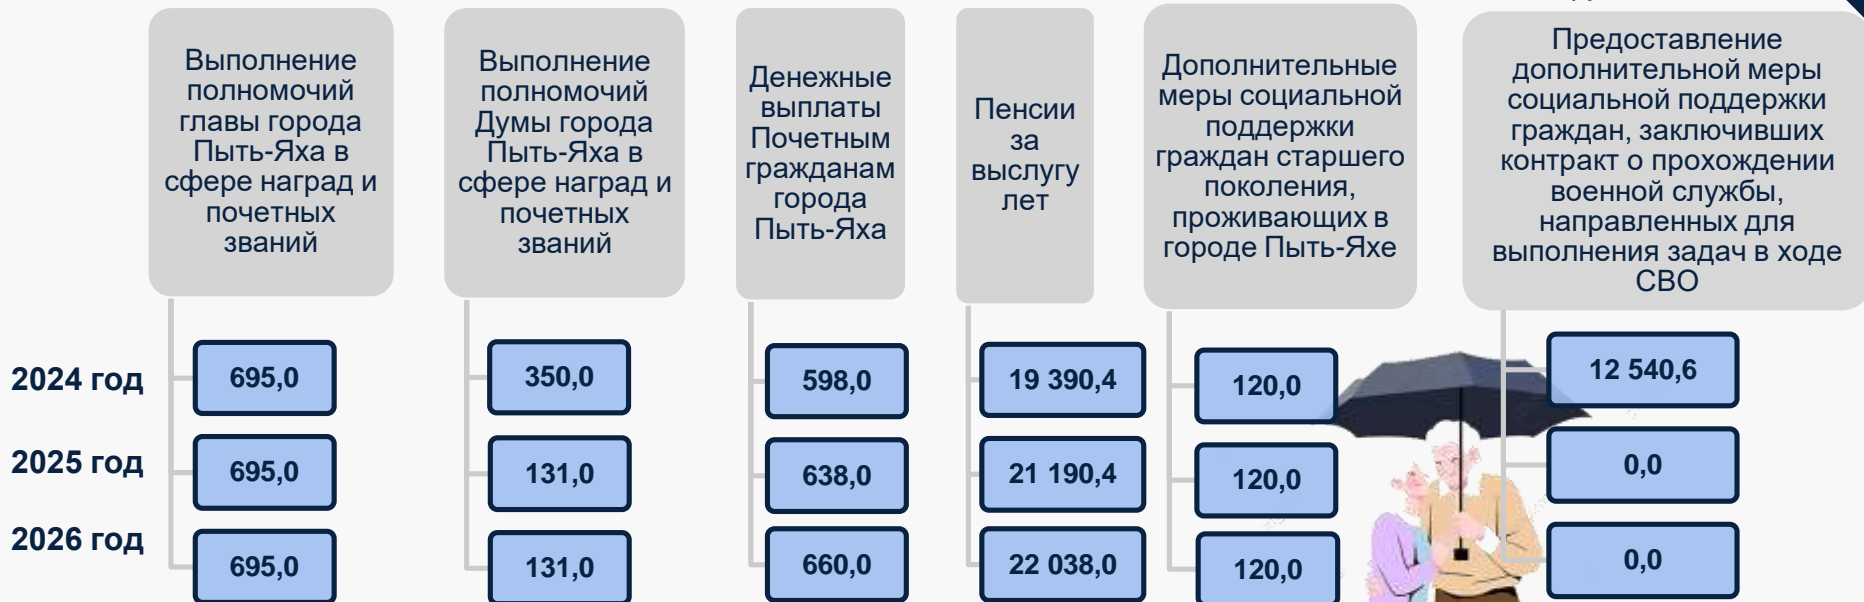 Выполнение
полномочий
главы города
Пыть-Яха в
сфере наград и
почетных
званий
Выполнение
полномочий
Думы города
Пыть-Яха в
сфере наград и
почетных
званий
Денежные
выплаты
Почетным
гражданам
города
Пыть-Яха
Пенсии
за
выслугу
лет
Дополнительные
меры социальной
поддержки
граждан старшего
поколения,
проживающих в
городе Пыть-Яхе
Предоставление
дополнительной меры
социальной поддержки
граждан, заключивших
контракт о прохождении
военной службы,
направленных для
выполнения задач в ходе
СВО
2024 год 695,0 350,0 598,0 19 390,4 120,0 12 540,6
2025 год 695,0 131,0 638,0 21 190,4 120,0 0,0
2026 год 695,0 131,0 660,0 22 038,0 120,0 0,0